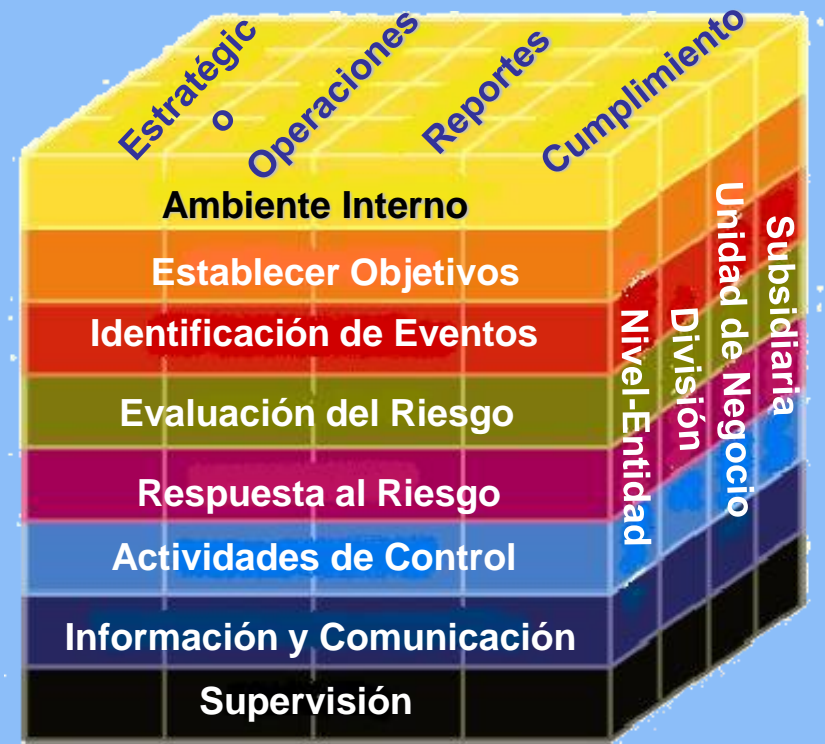 Estratégic
o
Operaciones
Reportes
Cumplimiento
Ambiente Interno
Establecer Objetivos
Identificación de Eventos
Evaluación del Riesgo
Respuesta al Riesgo
Actividades de Control
Información y Comunicación
Supervisión
Nivel-Entidad
División
Unidad de Negocio
Subsidiaria